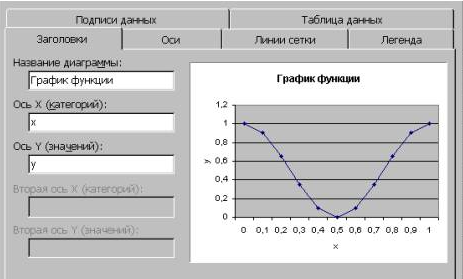 Подписи данных
Таблица данных
Заголовки
Оси
Линии сетки
Легенда
Название диаграммы:
График функции
Ось X (категорий):
x
Ось Y (значений):
y
Вторая ось X (категорий):
Вторая ось Y (значений):
График функции
1,2
1
0,8
0,6
0,4
0,2
0
y
0 0,1 0,2 0,3 0,4 0,5 0,6 0,7 0,8 0,9 1
x